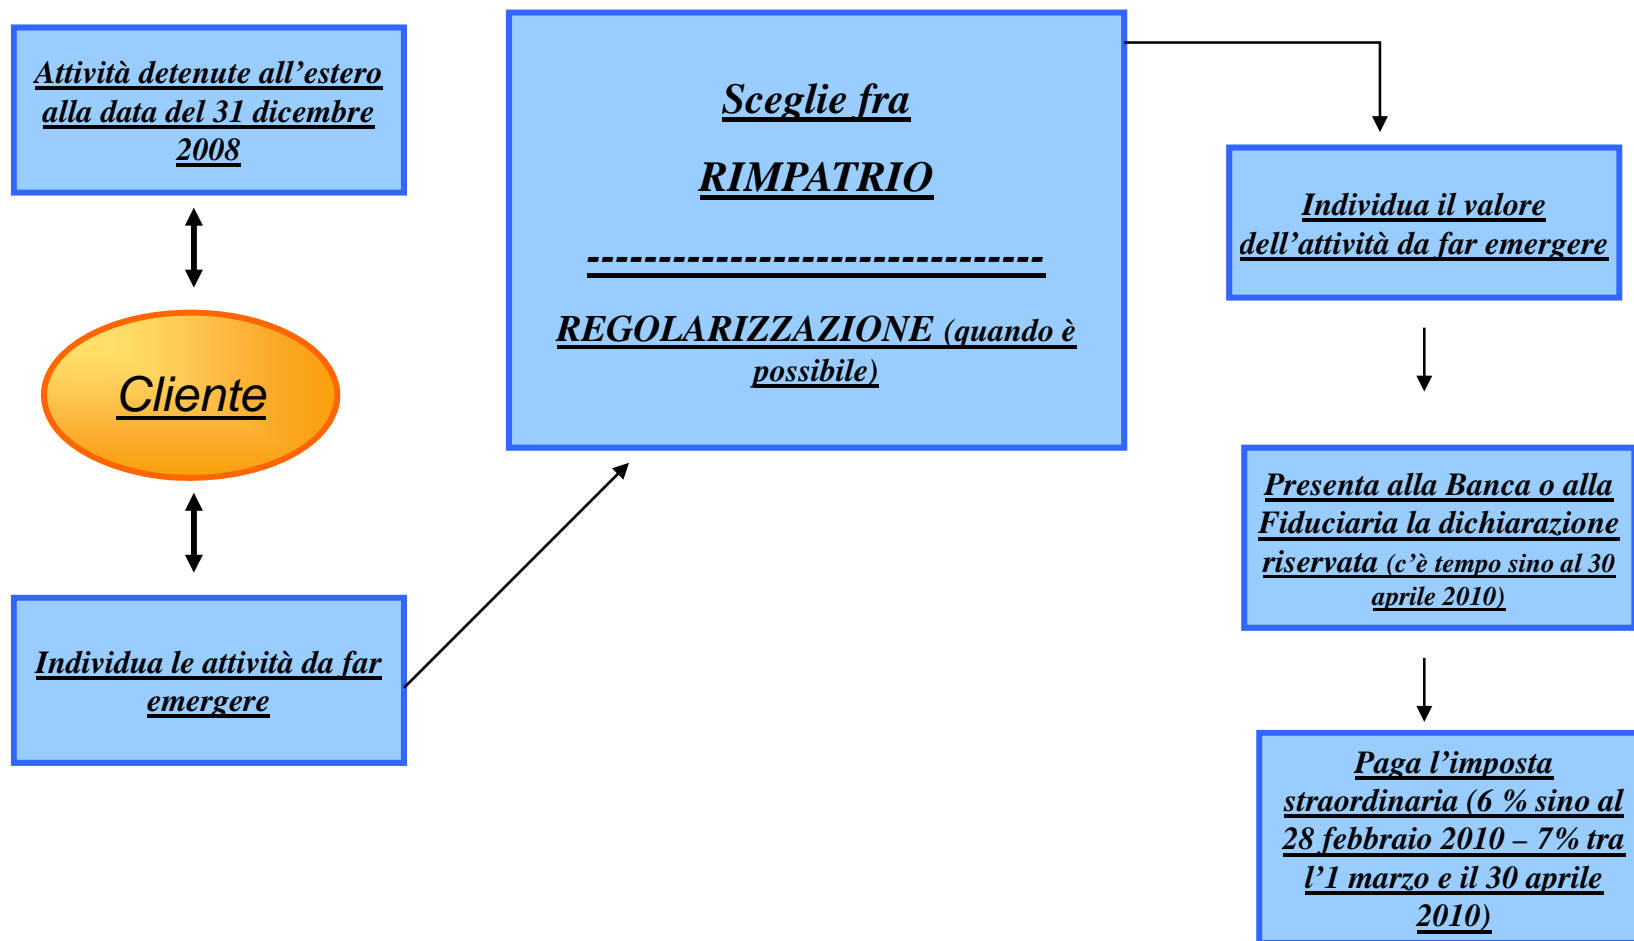 Attività detenute all’estero
alla data del 31 dicembre
2008
Cliente
Individua le attività da far
emergere
Sceglie fra
RIMPATRIO
--------------------------------
REGOLARIZZAZIONE (quando è
possibile)
Individua il valore
dell’attività da far emergere
Presenta alla Banca o alla
Fiduciaria la dichiarazione
riservata (c’è tempo sino al 30
aprile 2010)
Paga l’imposta
straordinaria (6 % sino al
28 febbraio 2010 – 7% tra
l’1 marzo e il 30 aprile
2010)